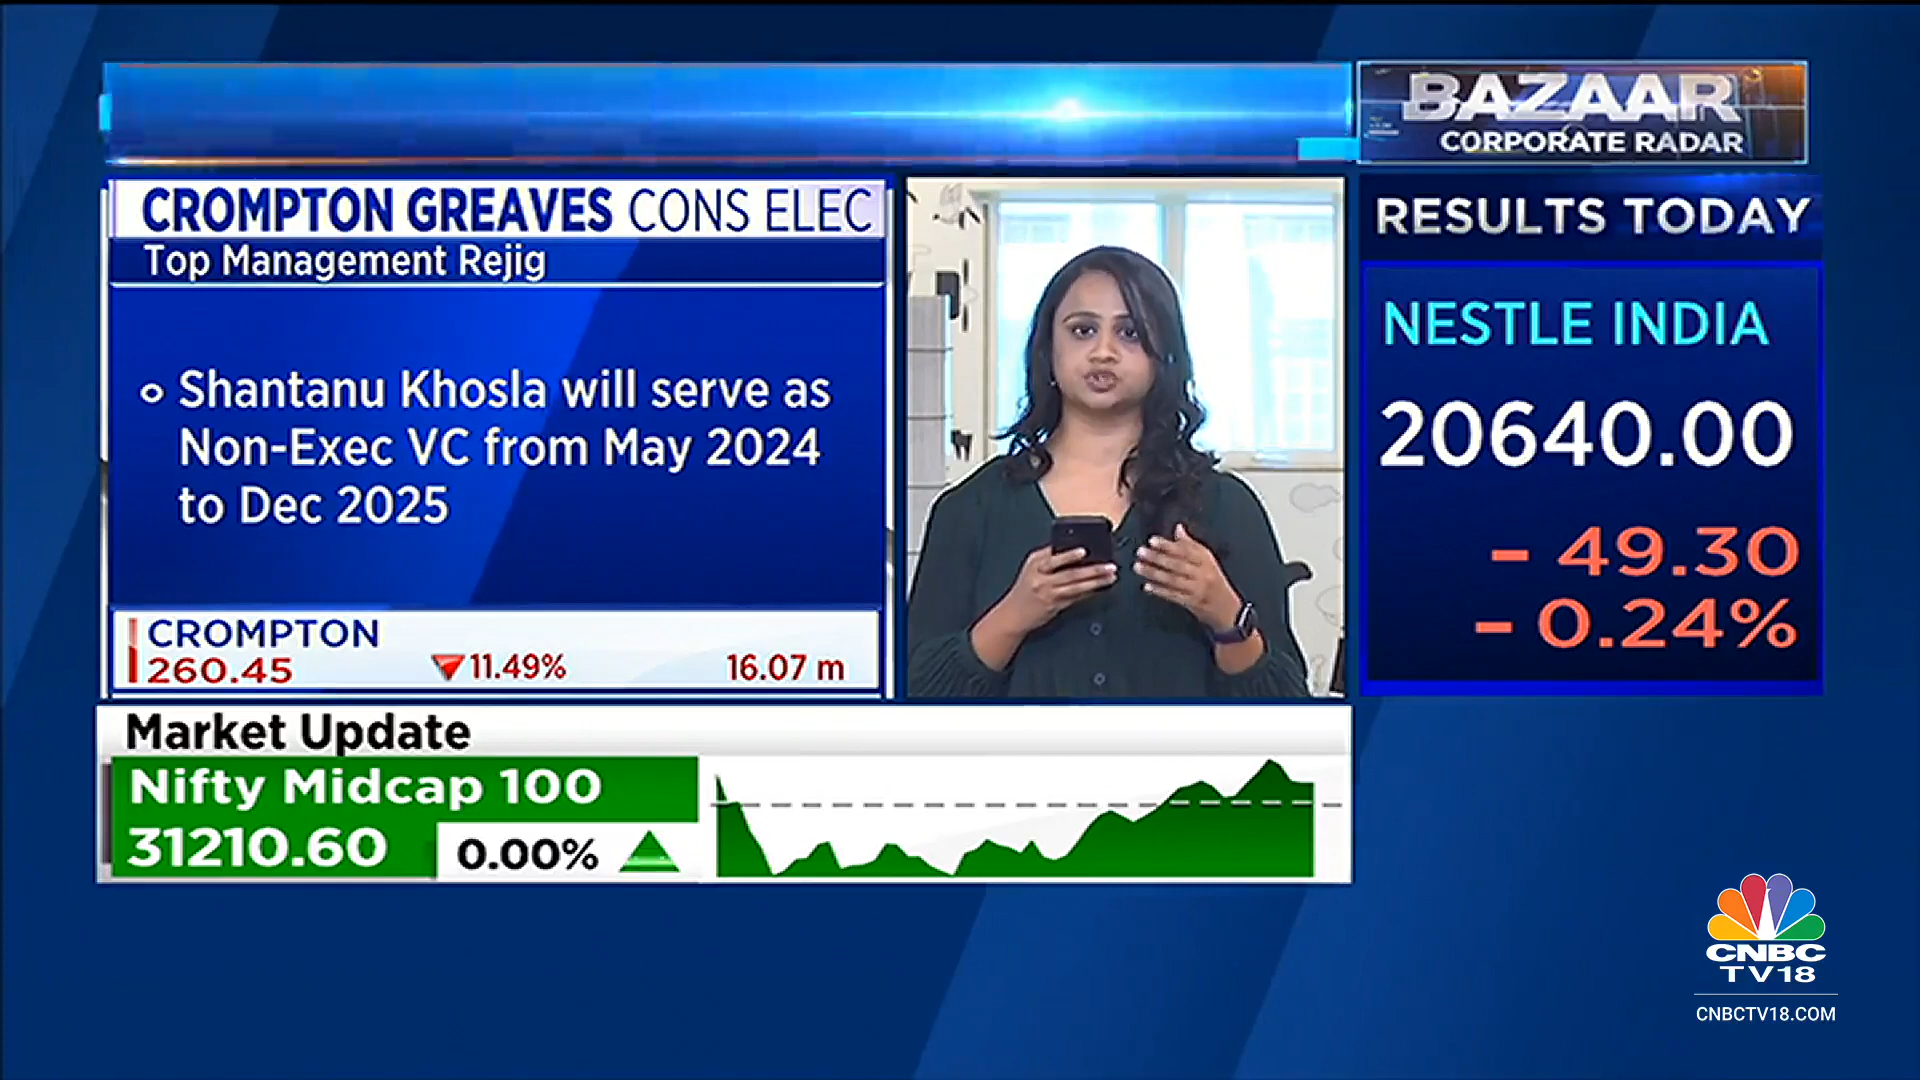 BAZAAR
CORPORATE RADAR
CROMPTON GREAVES CONS ELEC
Top Management Rejig
Shantanu Khosla will serve as
Non-Exec VC from May 2024
to Dec 2025
CROMPTON
260.45 11.49% 16.07 m
RESULTS TODAY
NESTLE INDIA
20640.00
- 49.30
- 0.24%
Market Update
Nifty Midcap 100
31210.60 0.00%
CNBC
TV18
CNBCTV18.COM